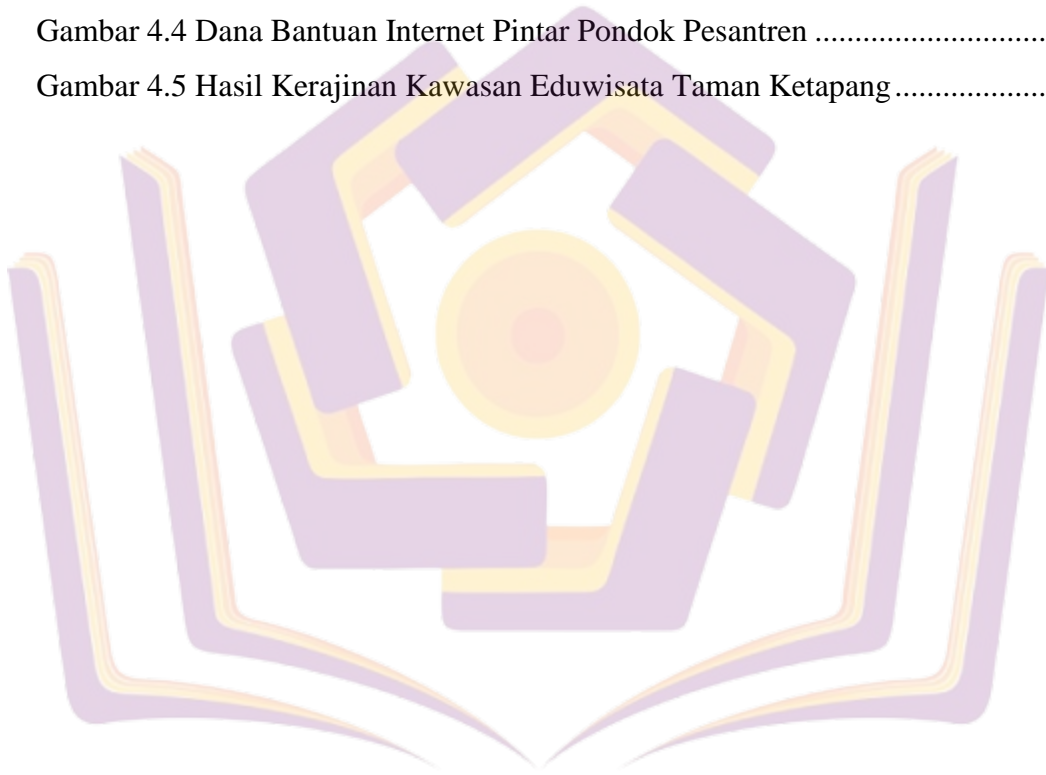 Gambar 4.4 Dana Bantuan Internet Pintar Pondok Pesantren ............................
Gambar 4.5 Hasil Kerajinan Kawasan Eduwisata Taman Ketapang ..................